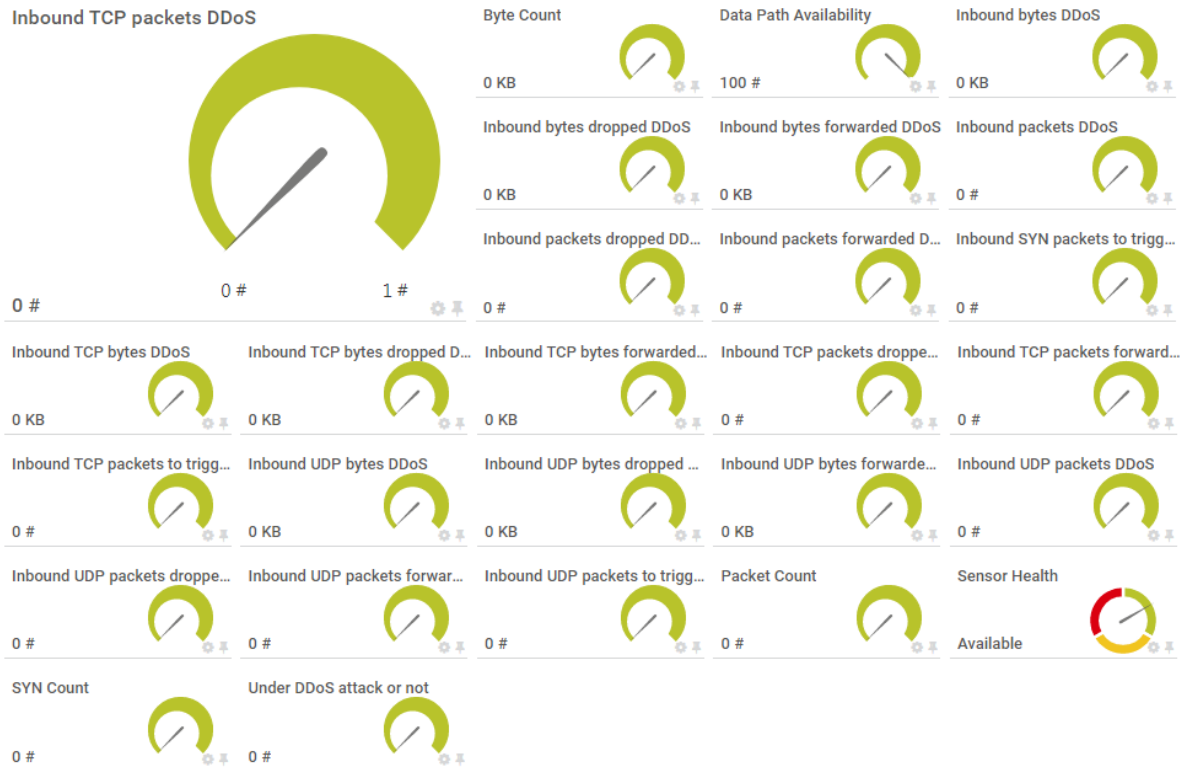 Inbound TCP packets DDoS
0 #
1 #
0 #
Byte Count
0 KB
Data Path Availability
100 #
Inbound bytes DDoS
0 KB
Inbound bytes dropped DDoS
0 KB
Inbound bytes forwarded DDoS
0 KB
Inbound packets DDoS
0 #
Inbound packets dropped DD...
0 #
Inbound packets forwarded D...
0 #
Inbound SYN packets to trigg...
0 #
Inbound TCP bytes DDoS
0 KB
Inbound TCP bytes dropped D...
0 KB
Inbound TCP bytes forwarded...
0 KB
Inbound TCP packets droppe...
0 #
Inbound TCP packets forward...
0 #
Inbound TCP packets to trigg...
0 #
Inbound UDP bytes DDoS
0 KB
Inbound UDP bytes dropped ...
0 KB
Inbound UDP bytes forwarde...
0 KB
Inbound UDP packets DDoS
0 #
Inbound UDP packets droppe...
0 #
Inbound UDP packets forwar...
0 #
Inbound UDP packets to trigg...
0 #
Packet Count
0 #
Sensor Health
Available
SYN Count
0 #
Under DDoS attack or not
0 #